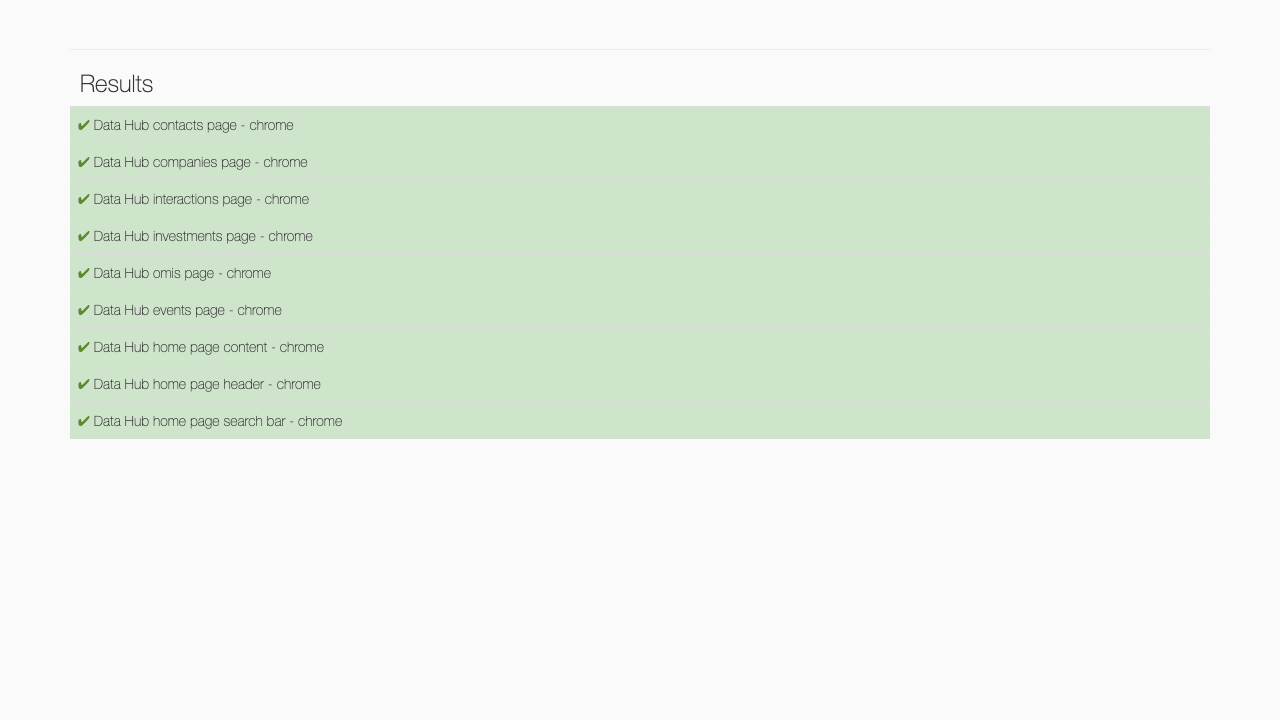 Results
✔ Data Hub contacts page - chrome
✔ Data Hub companies page - chrome
✔ Data Hub interactions page - chrome
✔ Data Hub investments page - chrome
✔ Data Hub omis page - chrome
✔ Data Hub events page - chrome
✔ Data Hub home page content - chrome
✔ Data Hub home page header - chrome
✔ Data Hub home page search bar - chrome